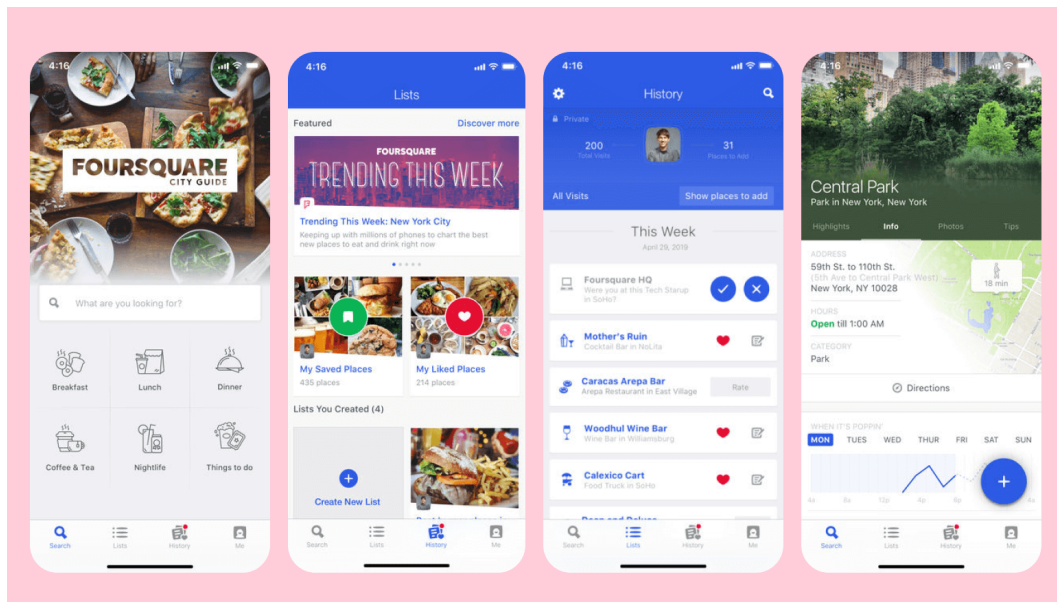 4:16
FOURSQUARE
CITY GUIDE
What are you looking for?
Breakfast
Lunch
Dinner
Coffee & Tea
Nightlife
Things to do
Search
Lists
History
Me
4:16
Lists
Featured
Discover more
FOURSQUARE
TRENDING THIS WEEK
Trending This Week: New York City
Keeping up with millions of phones to chart the best
new places to eat and drink right now
My Saved Places
435 places
My Liked Places
214 places
Lists You Created (4)
Create New List
Search
Lists
History
Me
4:16
History
Private
200
Total Visits
31
Places to Add
All Visits
Show places to add
This Week
April 29, 2019
Foursquare HQ
Were you at this Tech Starup
in SoHo?
Mother's Ruin
Cocktail Bar in NoLita
Caracas Arepa Bar
Arepa Restaurant in East Village
Rate
Woodhul Wine Bar
Wine Bar in Williamsburg
Calexico Cart
Food Truck in SoHo
Search
Lists
History
Me
4:16
Central Park
Park in New York, New York
Highlights
Info
Photos
Tips
ADDRESS
59th St. to 110th St.
(5th Ave to Central Park West)
New York, NY 10028
18 min
HOURS
Open till 1:00 AM
CATEGORY
Park
Directions
WHEN IT'S POPPIN'
MON TUES WED THUR FRI SAT SUN
4a 8a 12p 4p 8p 4a
Search
Lists
History
Me